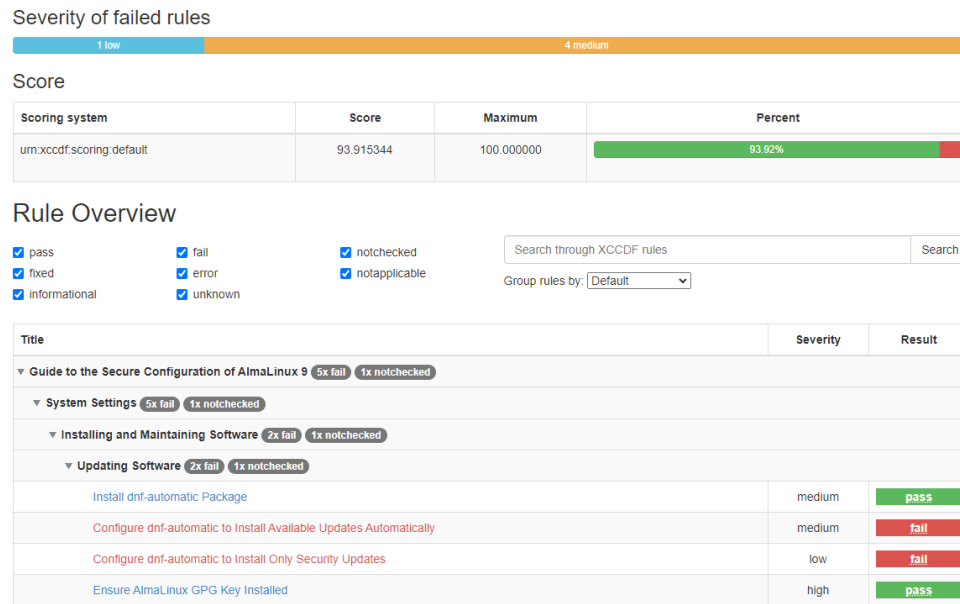 Severity of failed rules
1 low 4 medium
Score
Scoring system Score Maximum Percent
urn:xccdf:scoring:default 93.915344 100.000000 93.92%
Rule Overview
pass fail notchecked
fixed error notapplicable
informational unknown
Search through XCCDF rules Search
Group rules by: Default
Title Severity Result
Guide to the Secure Configuration of AlmaLinux 9 5x fail 1x notchecked
System Settings 5x fail 1x notchecked
Installing and Maintaining Software 2x fail 1x notchecked
Updating Software 2x fail 1x notchecked
Install dnf-automatic Package medium pass
Configure dnf-automatic to Install Available Updates Automatically medium fail
Configure dnf-automatic to Install Only Security Updates low fail
Ensure AlmaLinux GPG Key Installed high pass